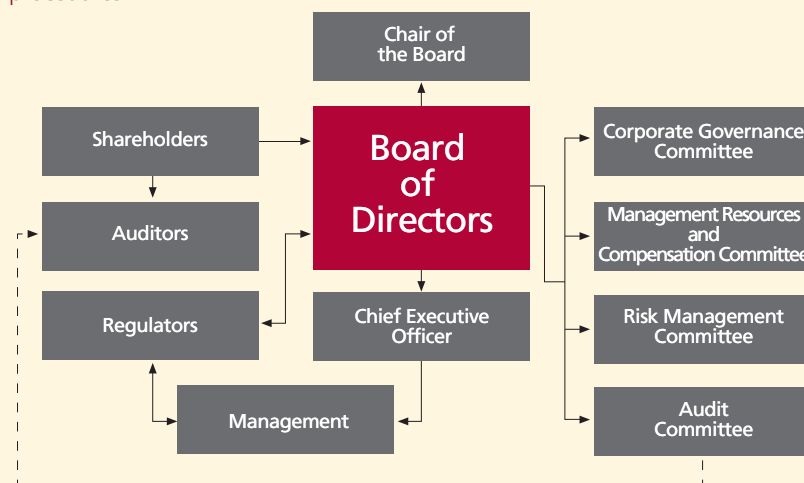 Chair of
the Board
Shareholders
Board
of
Directors
Corporate Governance
Committee
Auditors
Management Resources
and
Compensation Committee
Regulators
Chief Executive
Officer
Risk Management
Committee
Management
Audit
Committee